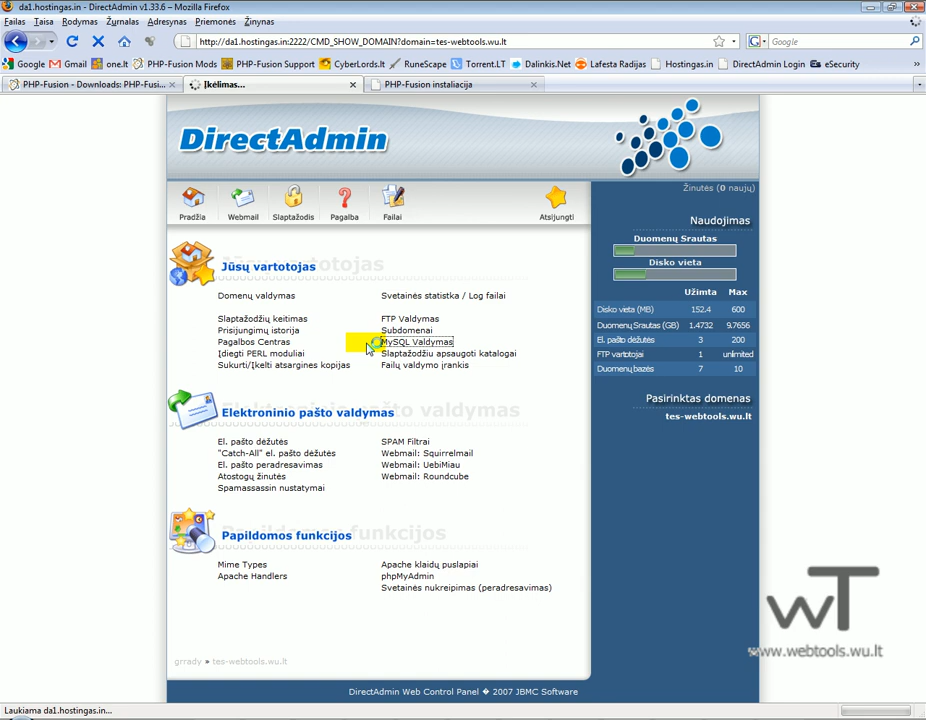 da1.hostingas.in - DirectAdmin v1.33.6 - Mozilla Firefox
Failas Taisa Rodymas Žurnalas Adresynas Priemonės Žinynas
http://da1.hostingas.in:2222/CMD_SHOW_DOMAIN?domain=tes-webtools.wu.lt
Google
Google Gmail one.lt PHP-Fusion Mods PHP-Fusion Support CyberLords.lt RuneScape Torrent.LT Dalinkis.Net Lafesta Radijas Hostingas.in DirectAdmin Login eSecurity
PHP-Fusion - Downloads: PHP-Fusi... Įkėlimas... PHP-Fusion instaliacija
DirectAdmin
Pradžia Webmail Slaptažodis Pagalba Failai Atsijungti
Žinutės (0 naujų)
Naudojimas
Duomenų Srautas
Disko vieta
Užimta Max
Disko vieta (MB) 152.4 600
Duomenų Srautas (GB) 1.4732 9.7656
El. pašto dėžutės 3 200
FTP vartotojai 1 unlimited
Duomenų bazės 7 10
Pasirinktas domenas
tes-webtools.wu.lt
Jūsų vartotojas
Domenų valdymas Svetainės statistka / Log failai
Slaptažodžių keitimas FTP Valdymas
Prisijungimų istorija Subdomenai
Pagalbos Centras MySQL Valdymas
Įdiegti PERL moduliai Slaptažodžiu apsaugoti katalogai
Sukurti/Įkelti atsargines kopijas Failų valdymo įrankis
Elektroninio pašto valdymas
El. pašto dėžutės SPAM Filtrai
"Catch-All" el. pašto dėžutės Webmail: Squirrelmail
El. pašto peradresavimas Webmail: UebiMiau
Atostogų žinutės Webmail: Roundcube
Spamassassin nustatymai
Papildomos funkcijos
Mime Types Apache klaidų puslapiai
Apache Handlers phpMyAdmin
Svetainės nukreipimas (peradresavimas)
grrady » tes-webtools.wu.lt
DirectAdmin Web Control Panel � 2007 JBMC Software
wT
www.webtools.wu.lt
Laukiama da1.hostingas.in...